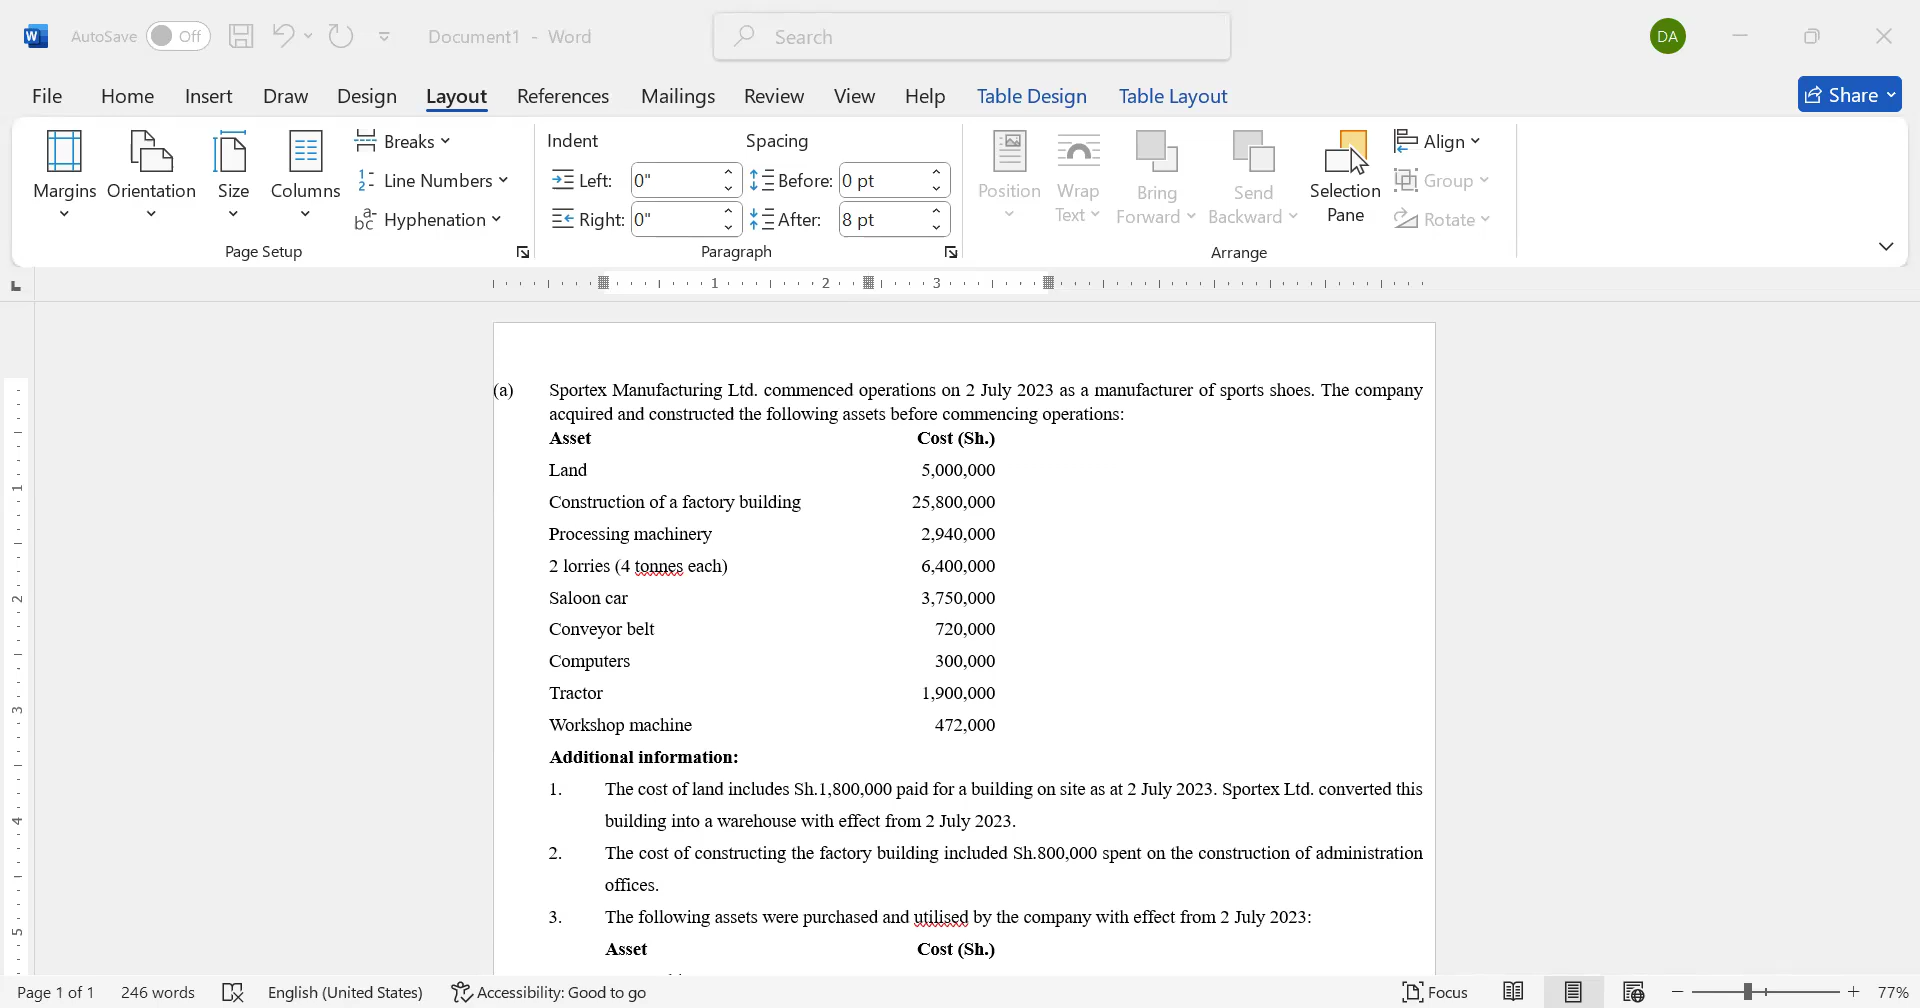 AutoSave Off Document1 - Word Search DA
File Home Insert Draw Design Layout References Mailings Review View Help Table Design Table Layout Share
Margins Orientation Size Columns Breaks Line Numbers Hyphenation
Page Setup
Indent Spacing
Left: 0" Before: 0 pt
Right: 0" After: 8 pt
Paragraph
Position Wrap Text Bring Forward Send Backward Selection Pane Align Group Rotate
Arrange
1 2 3
(a) Sportex Manufacturing Ltd. commenced operations on 2 July 2023 as a manufacturer of sports shoes. The company
acquired and constructed the following assets before commencing operations:
Asset Cost (Sh.)
Land 5,000,000
Construction of a factory building 25,800,000
Processing machinery 2,940,000
2 lorries (4 tonnes each) 6,400,000
Saloon car 3,750,000
Conveyor belt 720,000
Computers 300,000
Tractor 1,900,000
Workshop machine 472,000
Additional information:
1. The cost of land includes Sh.1,800,000 paid for a building on site as at 2 July 2023. Sportex Ltd. converted this
building into a warehouse with effect from 2 July 2023.
2. The cost of constructing the factory building included Sh.800,000 spent on the construction of administration
offices.
3. The following assets were purchased and utilised by the company with effect from 2 July 2023:
Asset Cost (Sh.)
1
2
3
4
5
Page 1 of 1 246 words English (United States) Accessibility: Good to go Focus 77%